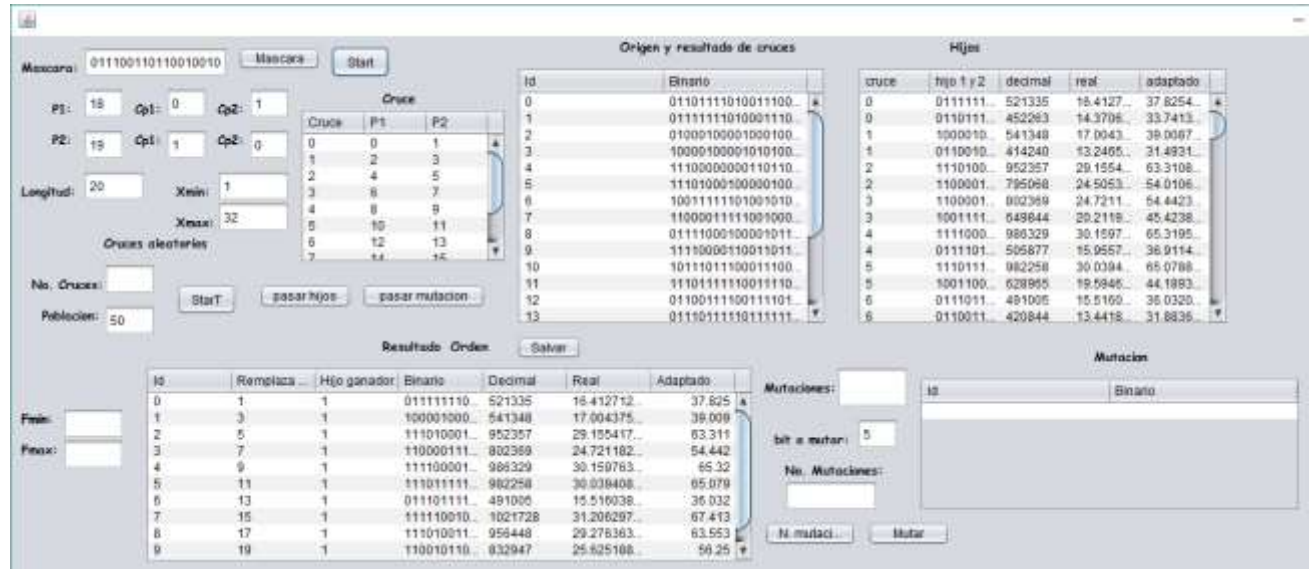 Mascara: 011100110110010010 Mascara Start
P1: 18 Cp1: 0 Cp2: 1
P2: 19 Cp1: 1 Cp2: 0
Longitud: 20 Xmin: 1
Xmax: 32
Cruces aleatorios
No. Cruces:
StarT pasar hijos pasar mutacion
Poblacion: 50
Cruce
Cruce P1 P2
0 0 1
1 2 3
2 4 5
3 6 7
4 8 9
5 10 11
6 12 13
7 14 15
Origen y resultado de cruces
Id Binario
0 01101111010011100...
1 01111111010001110...
2 01000100001000100...
3 10000100001010100...
4 11100000000110110...
5 11101000100000100...
6 10011111101001010...
7 11000011111001000...
8 01111000100001011...
9 11110000110011011...
10 10111011100011100...
11 11101011110011110...
12 01100111100111101...
13 01110111110111111...
Hijos
cruce hijo 1 y 2 decimal real adaptado
0 0111111... 521335 16.4127... 37.8254...
0 0110111... 452263 14.3706... 33.7413...
1 1000010... 541348 17.0043... 39.0087...
1 0110010... 414240 13.2465... 31.4931...
2 1110100... 952357 29.1554... 63.3108...
2 1100001... 795068 24.5053... 54.0106...
3 1100001... 802369 24.7211... 54.4423...
3 1001111... 649844 20.2118... 45.4238...
4 1111000... 986329 30.1597... 65.3195...
4 0111101... 505877 15.9557... 36.9114...
5 1110111... 982258 30.0394... 65.0788...
5 1001100... 628965 19.5946... 44.1893...
6 0111011... 491005 15.5160... 36.0320...
6 0110011... 420844 13.4418... 31.8836...
Resultado Orden Salvar
Id Remplaza ... Hijo ganador Binario Decimal Real Adaptado
0 1 1 011111110... 521335 16.412712... 37.825
1 3 1 100001000... 541348 17.004375... 39.009
2 5 1 111010001... 952357 29.155417... 63.311
3 7 1 110000111... 802369 24.721182... 54.442
4 9 1 111100001... 986329 30.159763... 65.32
5 11 1 111011111... 982258 30.039408... 65.079
6 13 1 011101111... 491005 15.516039... 36.032
7 15 1 111110010... 1021728 31.206297... 67.413
8 17 1 111010011... 956448 29.276363... 63.553
9 19 1 110010110... 832947 25.625188... 56.25
Fmin:
Fmax:
Mutaciones:
bit a mutar: 5
No. Mutaciones:
N. mutaci... Mutar
Mutacion
Id Binario